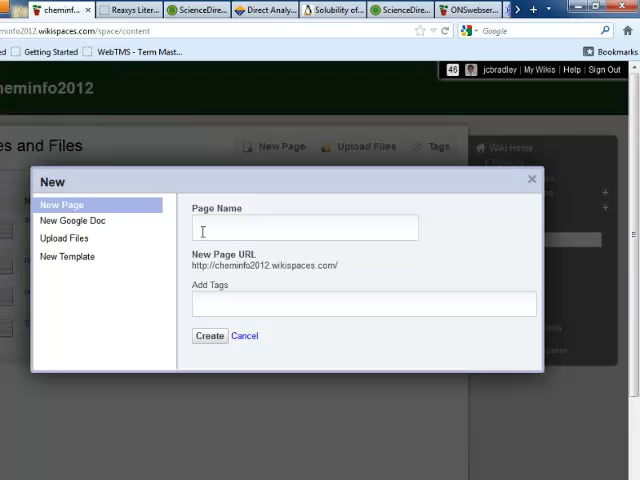 cheminf...
Reaxys Liter...
ScienceDire...
Direct Analy...
Solubility of...
ScienceDire...
ONSwebser...
minfo2012.wikispaces.com/space/content
Google
Getting Started
WebTMS - Term Mast...
Bookmarks
46 jcbradley | My Wikis | Help | Sign Out
heminfo2012
es and Files
New Page
Upload Files
Tags
Wiki Home
New
New Page
New Google Doc
Upload Files
New Template
Page Name
New Page URL
http://cheminfo2012.wikispaces.com/
Add Tags
Create Cancel